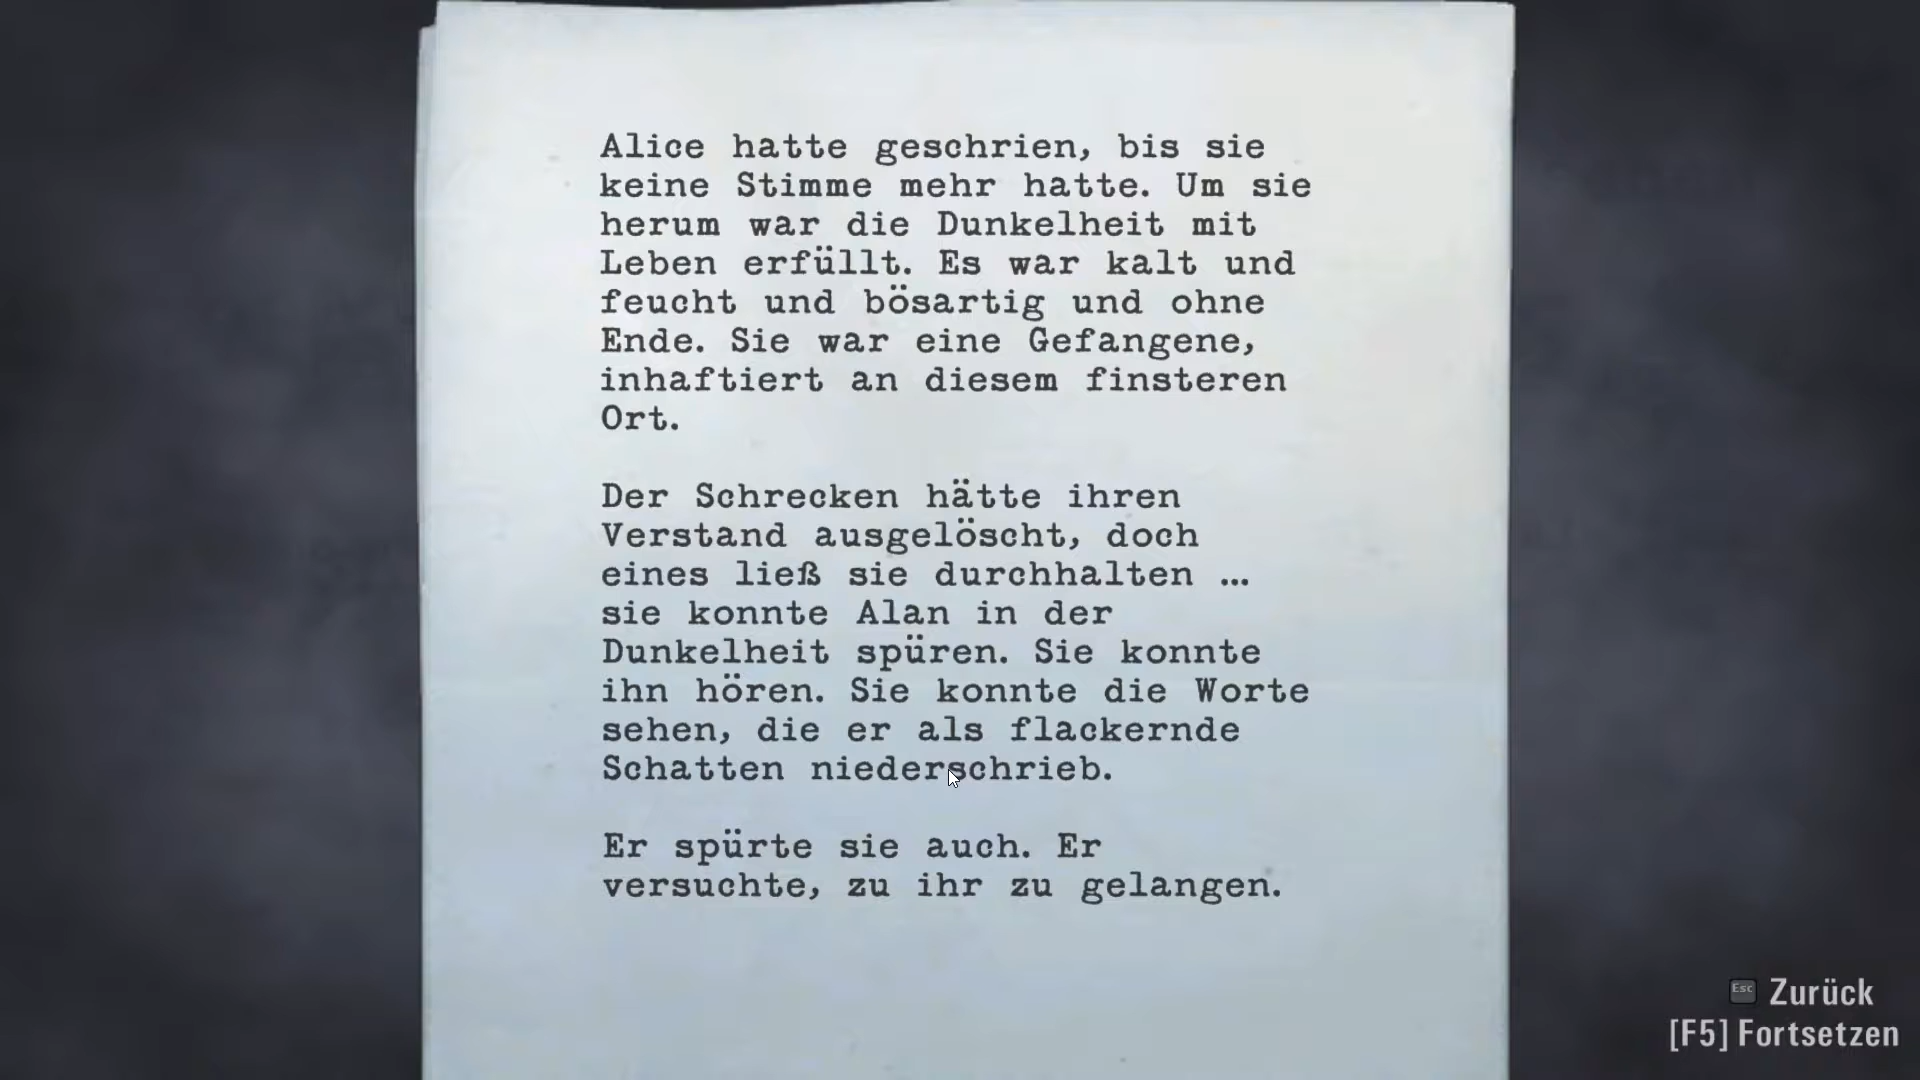 Alice hatte geschrien, bis sie
keine Stimme mehr hatte. Um sie
herum war die Dunkelheit mit
Leben erfüllt. Es war kalt und
feucht und bösartig und ohne
Ende. Sie war eine Gefangene,
inhaftiert an diesem finsteren
Ort.
Der Schrecken hätte ihren
Verstand ausgelöscht, doch
eines ließ sie durchhalten ...
sie konnte Alan in der
Dunkelheit spüren. Sie konnte
ihn hören. Sie konnte die Worte
sehen, die er als flackernde
Schatten niederschrieb.
Er spürte sie auch. Er
versuchte, zu ihr zu gelangen.
Esc Zurück
[F5] Fortsetzen